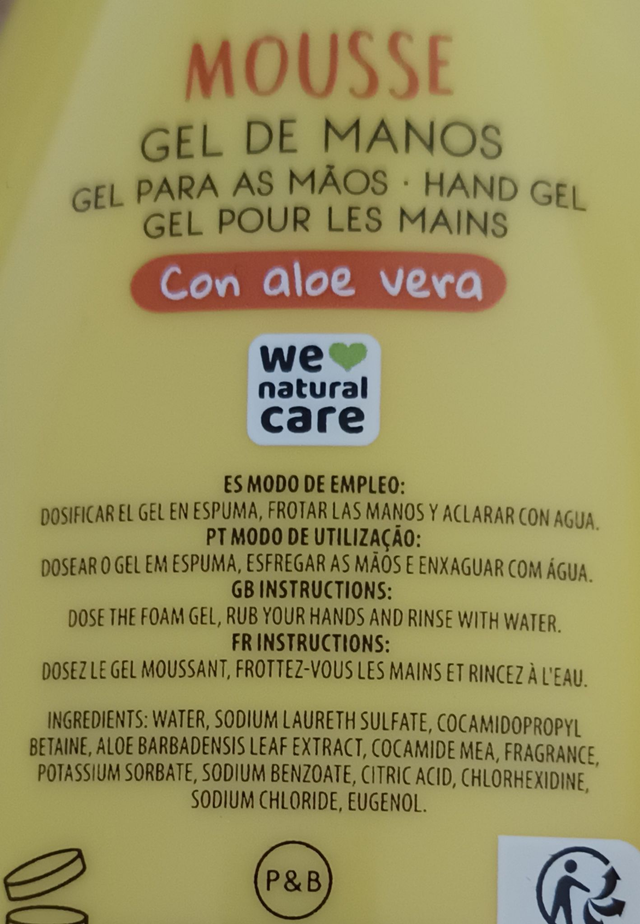 MOUSSE
GEL DE MANOS
GEL PARA AS MÃOS · HAND GEL
GEL POUR LES MAINS
Con aloe vera
we
natural
care
ES MODO DE EMPLEO:
DOSIFICAR EL GEL EN ESPUMA, FROTAR LAS MANOS Y ACLARAR CON AGUA.
PT MODO DE UTILIZAÇÃO:
DOSEAR O GEL EM ESPUMA, ESFREGAR AS MÃOS E ENXAGUAR COM ÁGUA.
GB INSTRUCTIONS:
DOSE THE FOAM GEL, RUB YOUR HANDS AND RINSE WITH WATER.
FR INSTRUCTIONS:
DOSEZ LE GEL MOUSSANT, FROTTEZ-VOUS LES MAINS ET RINCEZ À L'EAU.
INGREDIENTS: WATER, SODIUM LAURETH SULFATE, COCAMIDOPROPYL
BETAINE, ALOE BARBADENSIS LEAF EXTRACT, COCAMIDE MEA, FRAGRANCE,
POTASSIUM SORBATE, SODIUM BENZOATE, CITRIC ACID, CHLORHEXIDINE,
SODIUM CHLORIDE, EUGENOL.
P&B